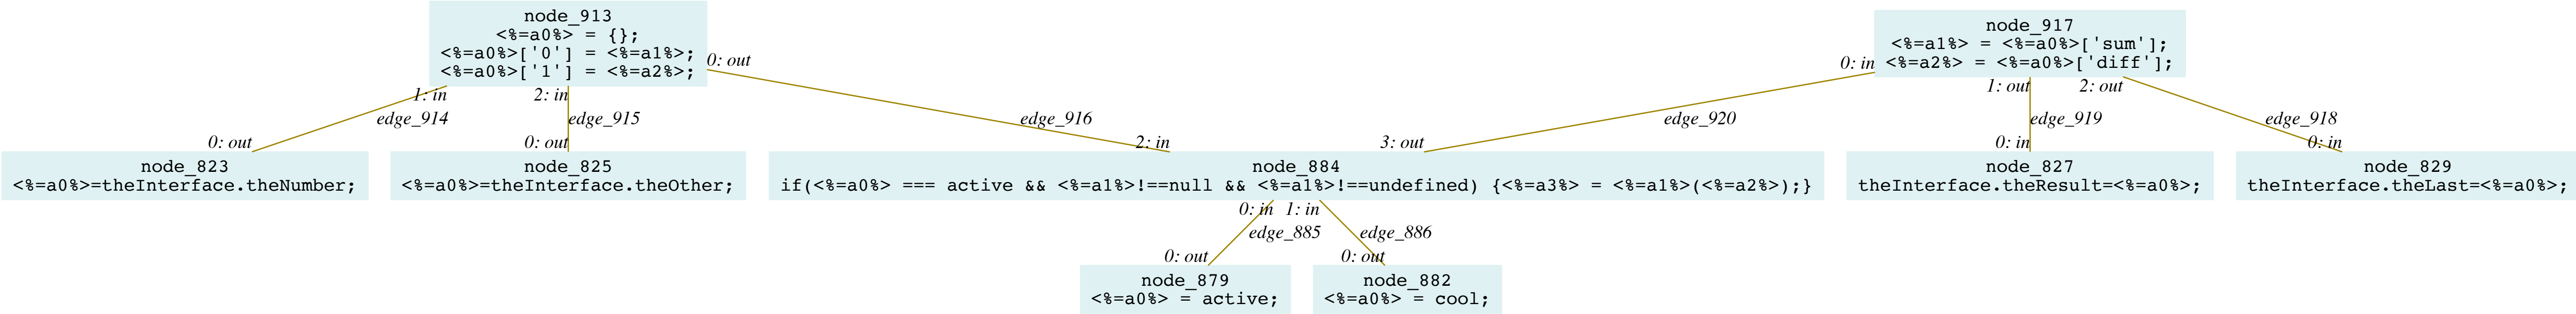 node_913
<%=a0%> = {};
<%=a0%>['0'] = <%=a1%>;
<%=a0%>['1'] = <%=a2%>;
0: out
1: in
2: in
edge_914
edge_915
edge_916
0: out
0: out
2: in
node_917
<%=a1%> = <%=a0%>['sum'];
<%=a2%> = <%=a0%>['diff'];
0: in
1: out
2: out
edge_920
edge_919
edge_918
3: out
0: in
0: in
node_823
<%=a0%>=theInterface.theNumber;
node_825
<%=a0%>=theInterface.theOther;
node_884
if(<%=a0%> === active && <%=a1%>!==null && <%=a1%>!==undefined) {<%=a3%> = <%=a1%>(<%=a2%>);}
node_827
theInterface.theResult=<%=a0%>;
node_829
theInterface.theLast=<%=a0%>;
0: in
1: in
edge_885
edge_886
0: out
0: out
node_879
<%=a0%> = active;
node_882
<%=a0%> = cool;